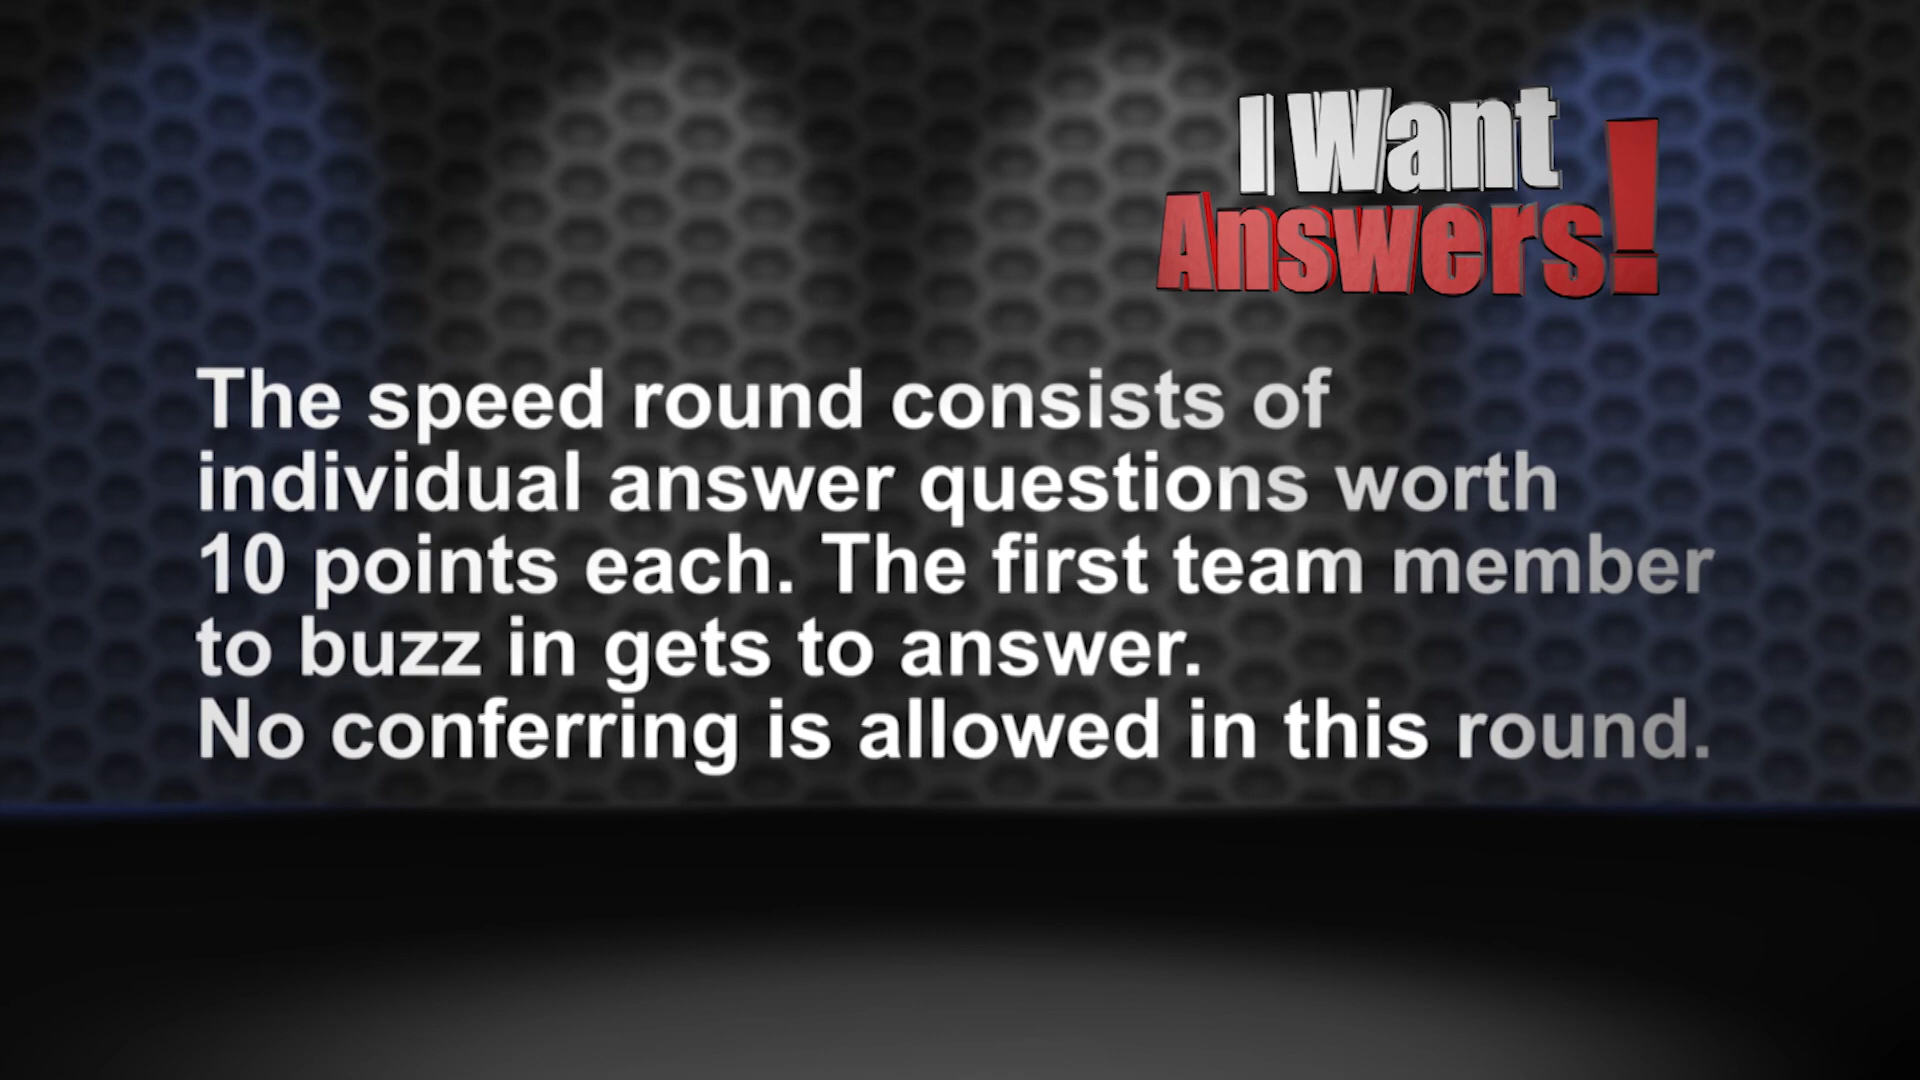 I Want
Answers!
The speed round consists of
individual answer questions worth
10 points each. The first team member
to buzz in gets to answer.
No conferring is allowed in this round.